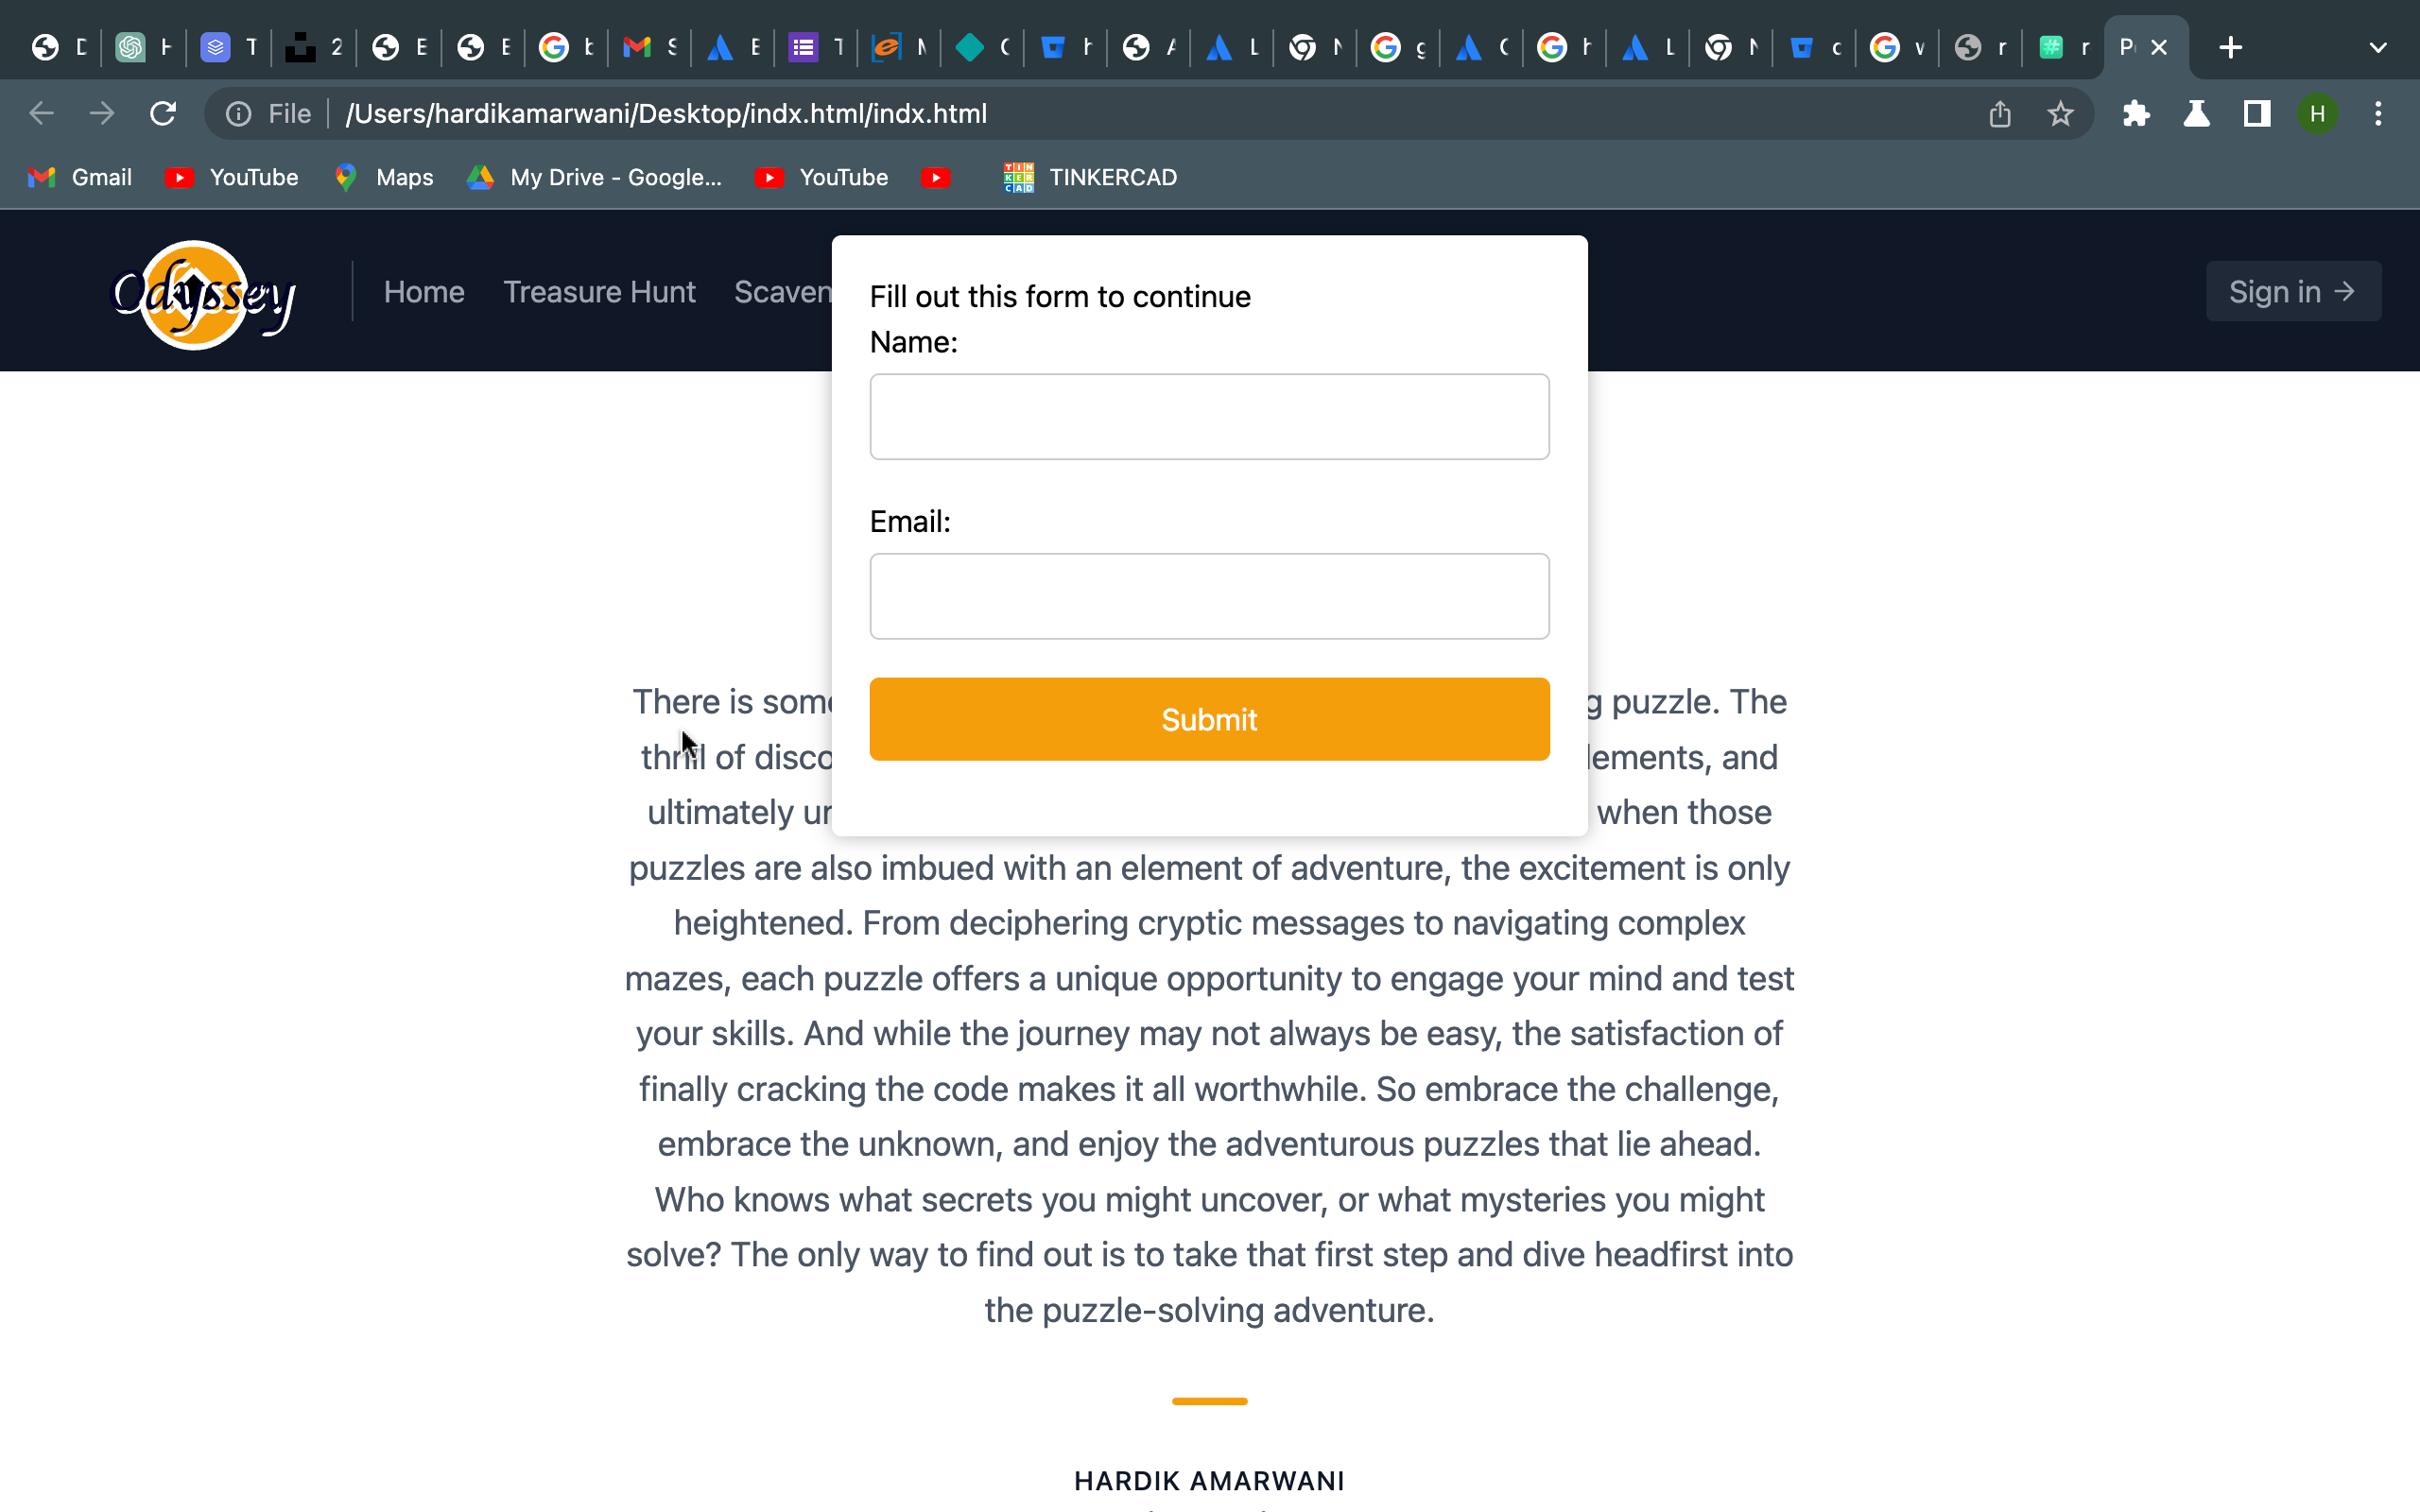 D H T 2 E E b S E T M C h A L N g C h L N c v r r P
File /Users/hardikamarwani/Desktop/indx.html/indx.html
H
Gmail YouTube Maps My Drive - Google... YouTube TINKERCAD
Odyssey Home Treasure Hunt Scaven Sign in →
Fill out this form to continue
Name:
Email:
Submit
There is som g puzzle. The
thrill of disco lements, and
ultimately un when those
puzzles are also imbued with an element of adventure, the excitement is only
heightened. From deciphering cryptic messages to navigating complex
mazes, each puzzle offers a unique opportunity to engage your mind and test
your skills. And while the journey may not always be easy, the satisfaction of
finally cracking the code makes it all worthwhile. So embrace the challenge,
embrace the unknown, and enjoy the adventurous puzzles that lie ahead.
Who knows what secrets you might uncover, or what mysteries you might
solve? The only way to find out is to take that first step and dive headfirst into
the puzzle-solving adventure.
HARDIK AMARWANI